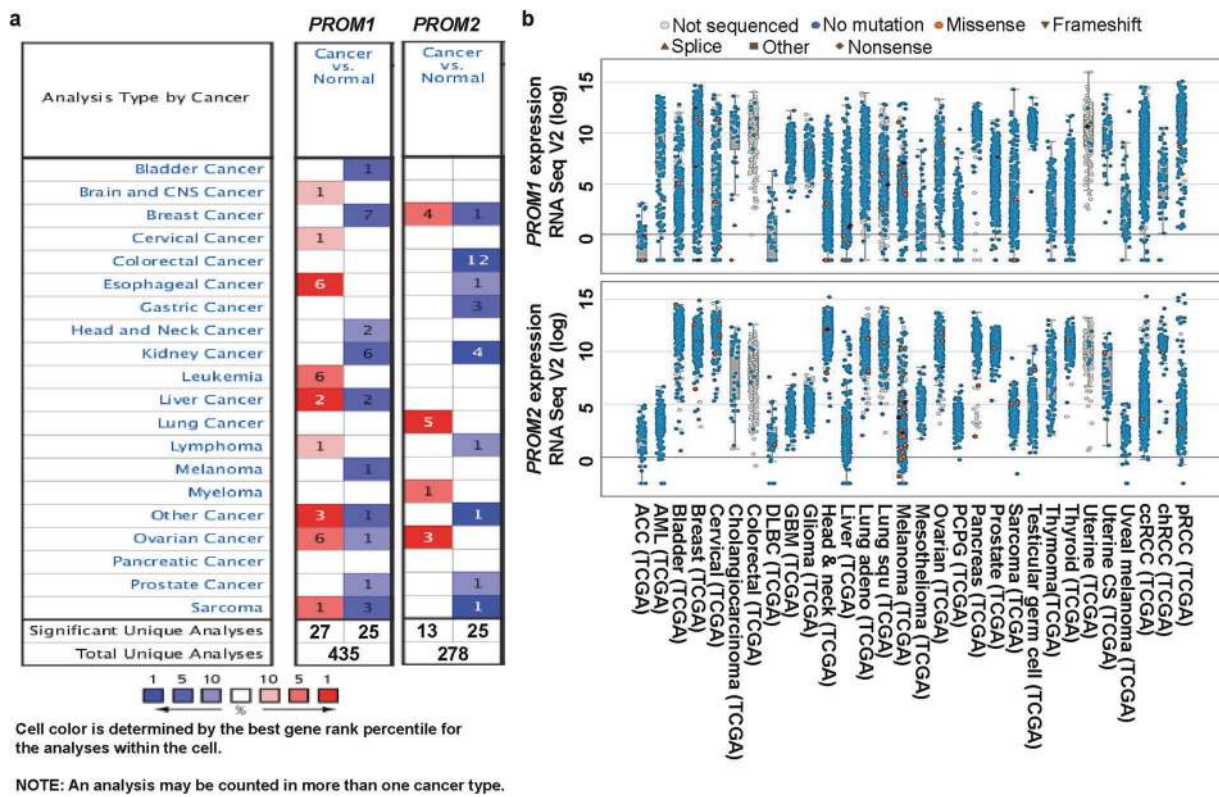 a
PROM1 PROM2
Analysis Type by Cancer
Cancer vs. Normal
Cancer vs. Normal
Bladder Cancer 1
Brain and CNS Cancer 1
Breast Cancer 7 4 1
Cervical Cancer 1
Colorectal Cancer 12
Esophageal Cancer 6 1
Gastric Cancer 3
Head and Neck Cancer 2
Kidney Cancer 6 4
Leukemia 6
Liver Cancer 2 2
Lung Cancer 5
Lymphoma 1 1
Melanoma 1
Myeloma 1
Other Cancer 3 1 1
Ovarian Cancer 6 1 3
Pancreatic Cancer
Prostate Cancer 1 1
Sarcoma 1 3 1
Significant Unique Analyses 27 25 13 25
Total Unique Analyses 435 278
1 5 10 10 5 1
%
Cell color is determined by the best gene rank percentile for
the analyses within the cell.
NOTE: An analysis may be counted in more than one cancer type.
b
Not sequenced No mutation Missense Frameshift
Splice Other Nonsense
PROM1 expression
RNA Seq V2 (log)
15
10
5
0
PROM2 expression
RNA Seq V2 (log)
15
10
5
0
ACC (TCGA)
AML (TCGA)
Bladder (TCGA)
Breast (TCGA)
Cervical (TCGA)
Cholangiocarcinoma (TCGA)
Colorectal (TCGA)
DLBC (TCGA)
GBM (TCGA)
Glioma (TCGA)
Head & neck (TCGA)
Liver (TCGA)
Lung adeno (TCGA)
Lung squ (TCGA)
Melanoma (TCGA)
Mesothelioma (TCGA)
Ovarian (TCGA)
PCPG (TCGA)
Pancreas (TCGA)
Prostate (TCGA)
Sarcoma (TCGA)
Testicular germ cell (TCGA)
Thymoma(TCGA)
Thyroid (TCGA)
Uterine (TCGA)
Uterine CS (TCGA)
Uveal melanoma (TCGA)
ccRCC (TCGA)
chRCC (TCGA)
pRCC (TCGA)